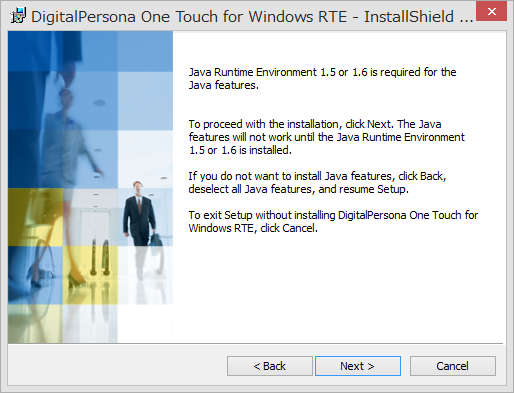 DigitalPersona One Touch for Windows RTE - InstallShield ...
Java Runtime Environment 1.5 or 1.6 is required for the
Java features.
To proceed with the installation, click Next. The Java
features will not work until the Java Runtime Environment
1.5 or 1.6 is installed.
If you do not want to install Java features, click Back,
deselect all Java features, and resume Setup.
To exit Setup without installing DigitalPersona One Touch for
Windows RTE, click Cancel.
< Back
Next >
Cancel